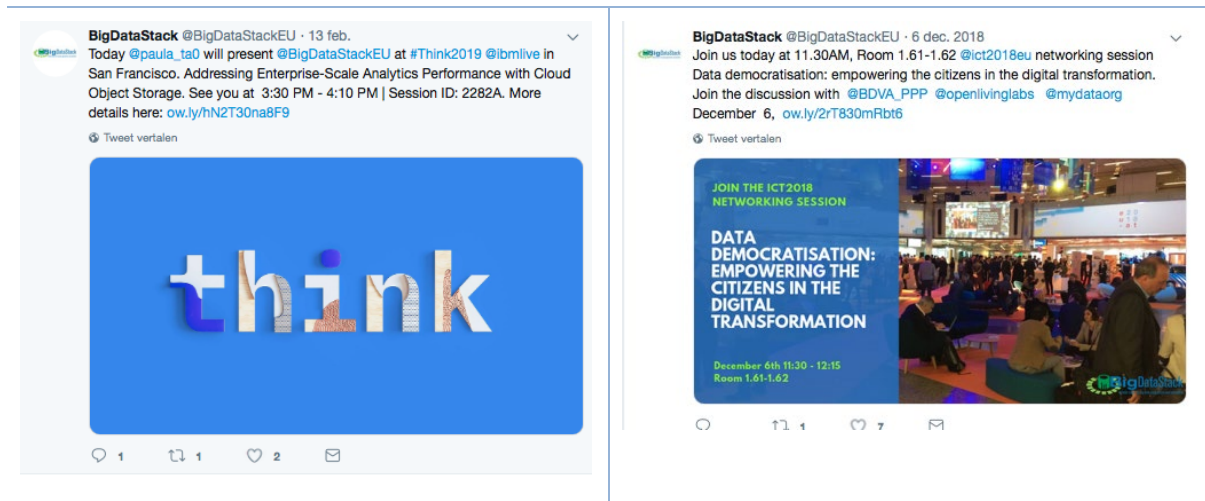 BigDataStack @BigDataStackEU · 13 feb.
Today @paula_ta0 will present @BigDataStackEU at #Think2019 @ibmlive in
San Francisco. Addressing Enterprise-Scale Analytics Performance with Cloud
Object Storage. See you at 3:30 PM - 4:10 PM | Session ID: 2282A. More
details here: ow.ly/hN2T30na8F9
Tweet vertalen
think
1 1 2
BigDataStack @BigDataStackEU · 6 dec. 2018
Join us today at 11.30AM, Room 1.61-1.62 @ict2018eu networking session
Data democratisation: empowering the citizens in the digital transformation.
Join the discussion with @BDVA_PPP @openlivinglabs @mydataorg
December 6, ow.ly/2rT830mRbt6
Tweet vertalen
JOIN THE ICT2018
NETWORKING SESSION
DATA
DEMOCRATISATION:
EMPOWERING THE
CITIZENS IN THE
DIGITAL
TRANSFORMATION
December 6th 11:30 - 12:15
Room 1.61-1.62
BigDataStack
1 7